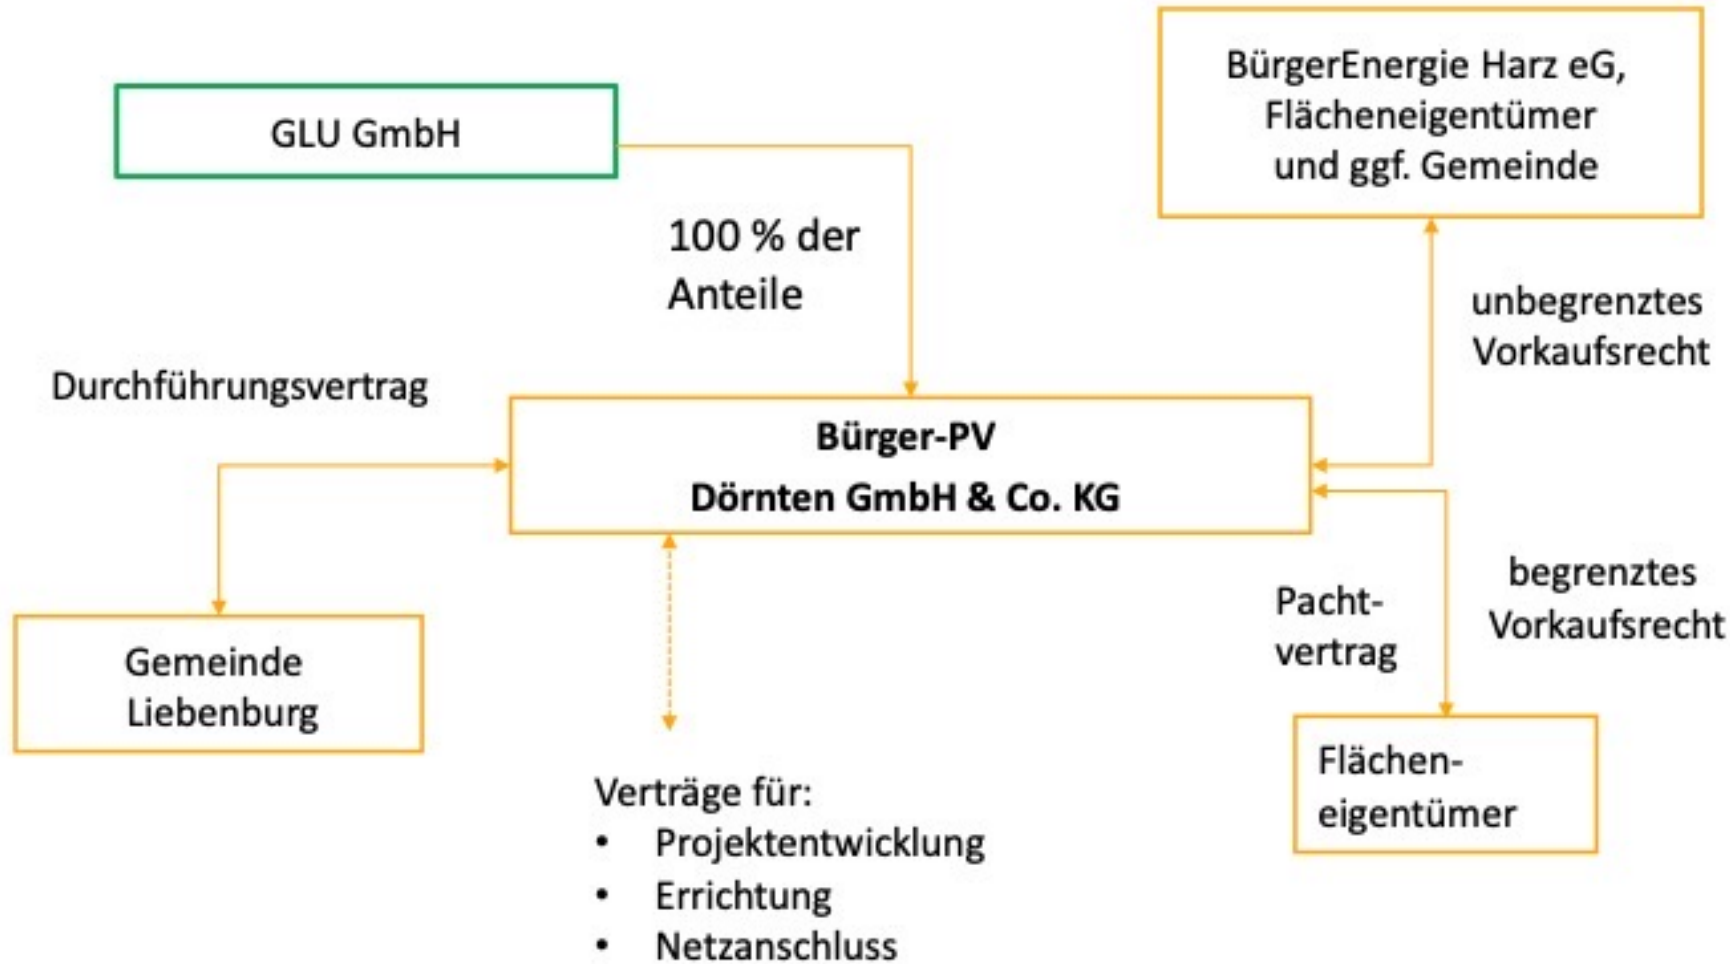 BürgerEnergie Harz eG,
Flächeneigentümer
und ggf. Gemeinde
GLU GmbH
100 % der
Anteile
unbegrenztes
Vorkaufsrecht
Durchführungsvertrag
Bürger-PV
Dörnten GmbH & Co. KG
Gemeinde
Liebenburg
Pacht-
vertrag
begrenztes
Vorkaufsrecht
Flächen-
eigentümer
Verträge für:
• Projektentwicklung
• Errichtung
• Netzanschluss